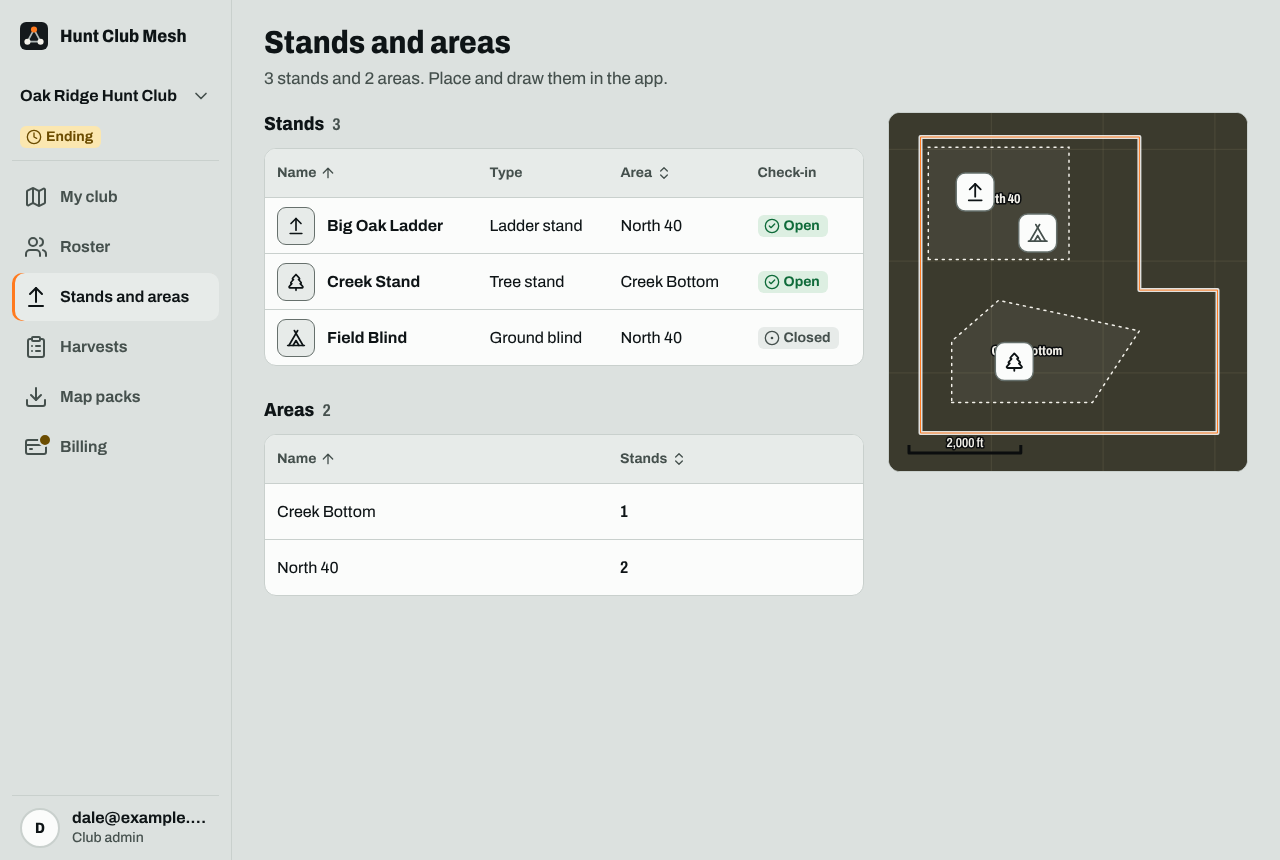 Hunt Club Mesh
Oak Ridge Hunt Club
Ending
My club
Roster
Stands and areas
Harvests
Map packs
Billing
D
dale@example....
Club admin
Stands and areas
3 stands and 2 areas. Place and draw them in the app.
Stands 3
Name Type Area Check-in
Big Oak Ladder Ladder stand North 40 Open
Creek Stand Tree stand Creek Bottom Open
Field Blind Ground blind North 40 Closed
Areas 2
Name Stands
Creek Bottom 1
North 40 2
40
2,000 ft